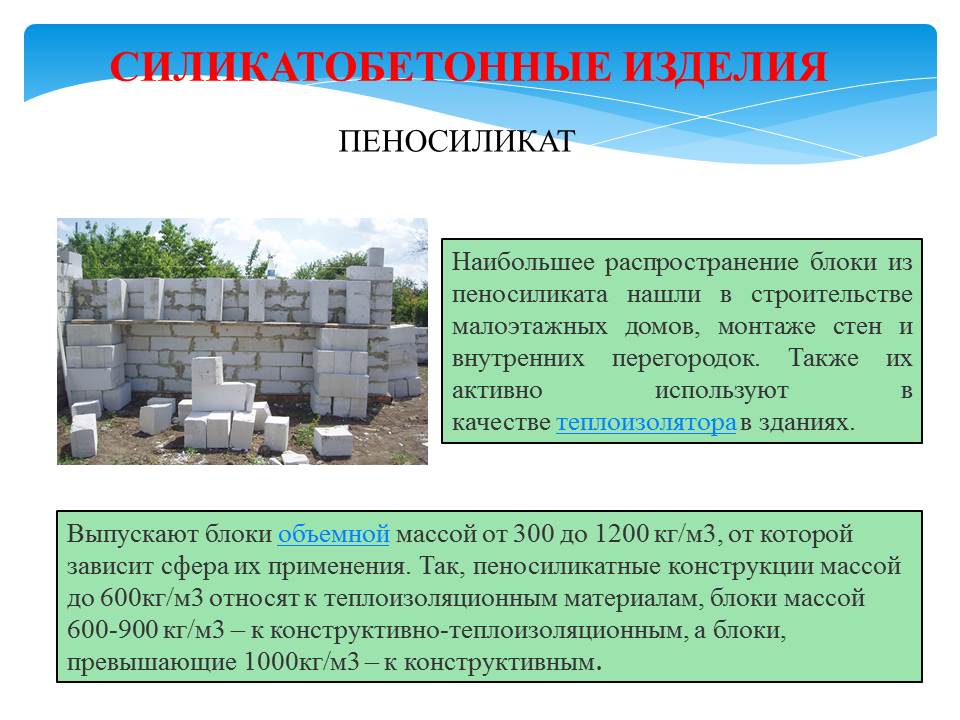 СИЛИКАТОБЕТОННЫЕ ИЗДЕЛИЯ
ПЕНОСИЛИКАТ
Наибольшее распространение блоки из
пеносиликата нашли в строительстве
малоэтажных домов, монтаже стен и
внутренних перегородок. Также их
активно используют в
качестве теплоизолятора в зданиях.
Выпускают блоки объемной массой от 300 до 1200 кг/м3, от которой
зависит сфера их применения. Так, пеносиликатные конструкции массой
до 600кг/м3 относят к теплоизоляционным материалам, блоки массой
600-900 кг/м3 – к конструктивно-теплоизоляционным, а блоки,
превышающие 1000кг/м3 – к конструктивным.